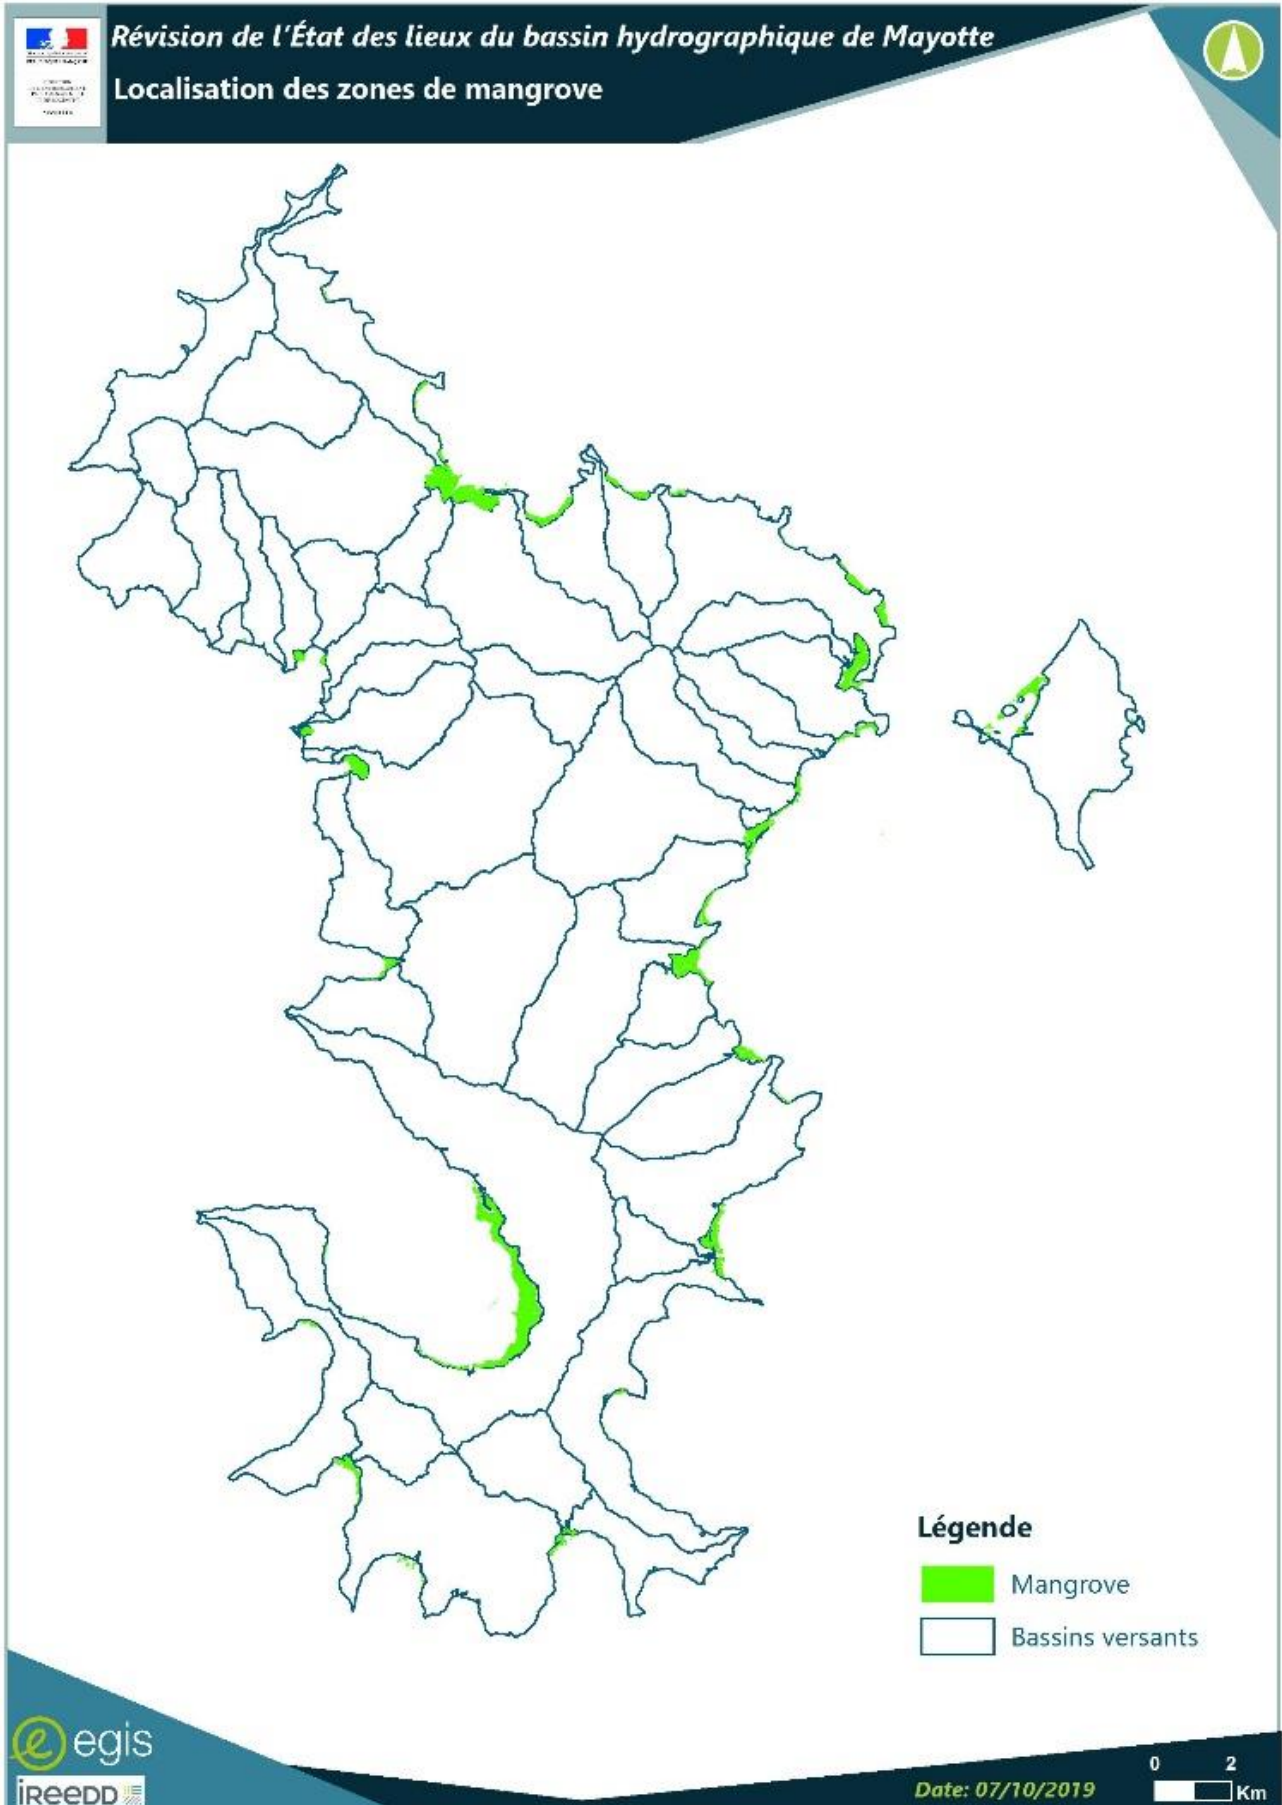 Révision de l'État des lieux du bassin hydrographique de Mayotte
Localisation des zones de mangrove
Légende
Mangrove
Bassins versants
egis
iREEDD
Date: 07/10/2019
0 2
Km